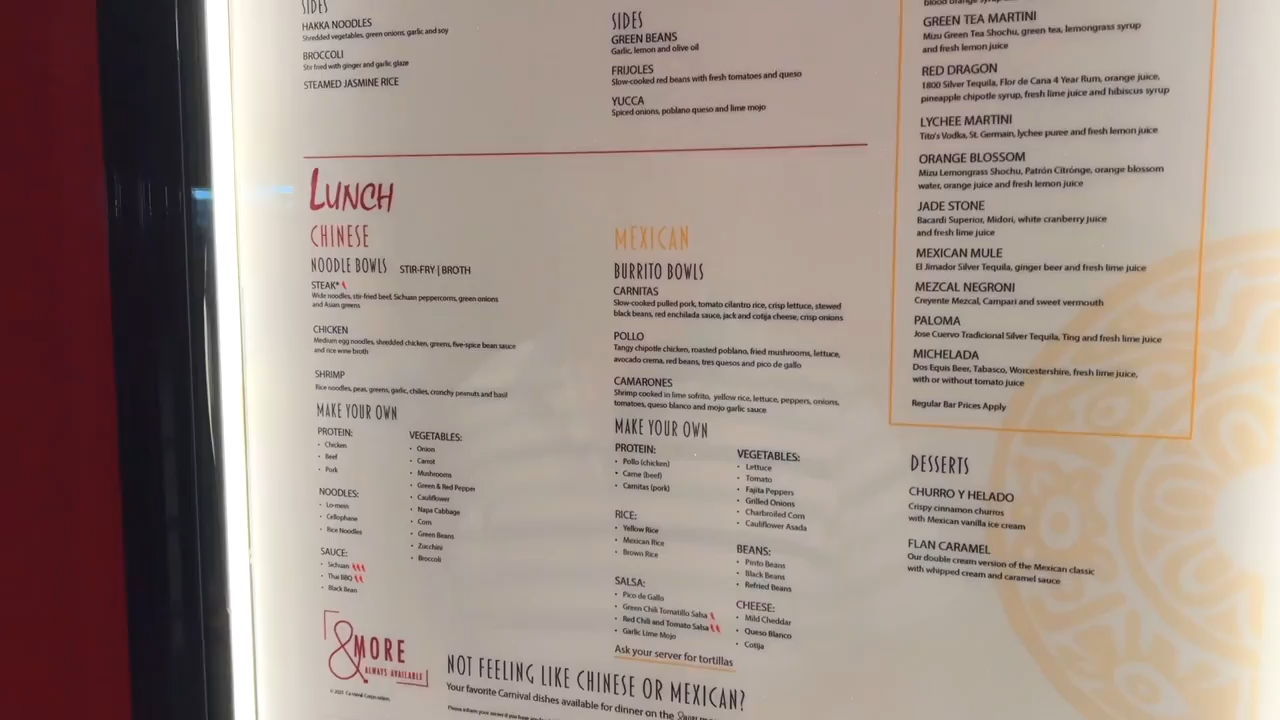 SIDES
HAKKA NOODLES
Shredded vegetables, green onions, garlic and soy
BROCCOLI
Stir fried with ginger and garlic glaze
STEAMED JASMINE RICE
SIDES
GREEN BEANS
Garlic, lemon and olive oil
FRIJOLES
Slow-cooked red beans with fresh tomatoes and queso
YUCCA
Spiced onions, poblano queso and lime mojo
LUNCH
CHINESE
NOODLE BOWLS STIR-FRY | BROTH
STEAK*
Wide noodles, stir-fried beef, Sichuan peppercorns, green onions
and Asian greens
CHICKEN
Medium egg noodles, shredded chicken, greens, five-spice bean sauce
and rice wine broth
SHRIMP
Rice noodles, peas, greens, garlic, chilies, crunchy peanuts and basil
MAKE YOUR OWN
PROTEIN:
• Chicken
• Beef
• Pork
NOODLES:
• Lo-mein
• Cellophane
• Rice Noodles
SAUCE:
• Sichuan
• Thai BBQ
• Black Bean
VEGETABLES:
• Onion
• Carrot
• Mushrooms
• Green & Red Pepper
• Cauliflower
• Napa Cabbage
• Corn
• Green Beans
• Zucchini
• Broccoli
MEXICAN
BURRITO BOWLS
CARNITAS
Slow-cooked pulled pork, tomato cilantro rice, crisp lettuce, stewed
black beans, red enchilada sauce, jack and cotija cheese, crisp onions
POLLO
Tangy chipotle chicken, roasted poblano, fried mushrooms, lettuce,
avocado crema, red beans, tres quesos and pico de gallo
CAMARONES
Shrimp cooked in lime sofrito, yellow rice, lettuce, peppers, onions,
tomatoes, queso blanco and mojo garlic sauce
MAKE YOUR OWN
PROTEIN:
• Pollo (chicken)
• Carne (beef)
• Carnitas (pork)
RICE:
• Yellow Rice
• Mexican Rice
• Brown Rice
SALSA:
• Pico de Gallo
• Green Chili Tomatillo Salsa
• Red Chili and Tomato Salsa
• Garlic Lime Mojo
VEGETABLES:
• Lettuce
• Tomato
• Fajita Peppers
• Grilled Onions
• Charbroiled Corn
• Cauliflower Asada
BEANS:
• Pinto Beans
• Black Beans
• Refried Beans
CHEESE:
• Mild Cheddar
• Queso Blanco
• Cotija
Ask your server for tortillas
blood orange syrup
GREEN TEA MARTINI
Mizu Green Tea Shochu, green tea, lemongrass syrup
and fresh lemon juice
RED DRAGON
1800 Silver Tequila, Flor de Cana 4 Year Rum, orange juice,
pineapple chipotle syrup, fresh lime juice and hibiscus syrup
LYCHEE MARTINI
Tito's Vodka, St. Germain, lychee puree and fresh lemon juice
ORANGE BLOSSOM
Mizu Lemongrass Shochu, Patrón Citrónge, orange blossom
water, orange juice and fresh lemon juice
JADE STONE
Bacardi Superior, Midori, white cranberry juice
and fresh lime juice
MEXICAN MULE
El Jimador Silver Tequila, ginger beer and fresh lime juice
MEZCAL NEGRONI
Creyente Mezcal, Campari and sweet vermouth
PALOMA
Jose Cuervo Tradicional Silver Tequila, Ting and fresh lime juice
MICHELADA
Dos Equis Beer, Tabasco, Worcestershire, fresh lime juice,
with or without tomato juice
Regular Bar Prices Apply
DESSERTS
CHURRO Y HELADO
Crispy cinnamon churros
with Mexican vanilla ice cream
FLAN CARAMEL
Our double cream version of the Mexican classic
with whipped cream and caramel sauce
&MORE
ALWAYS AVAILABLE
Carnival Corporation.
NOT FEELING LIKE CHINESE OR MEXICAN?
Your favorite Carnival dishes available for dinner on the &MORE
Please inform your server if you have any